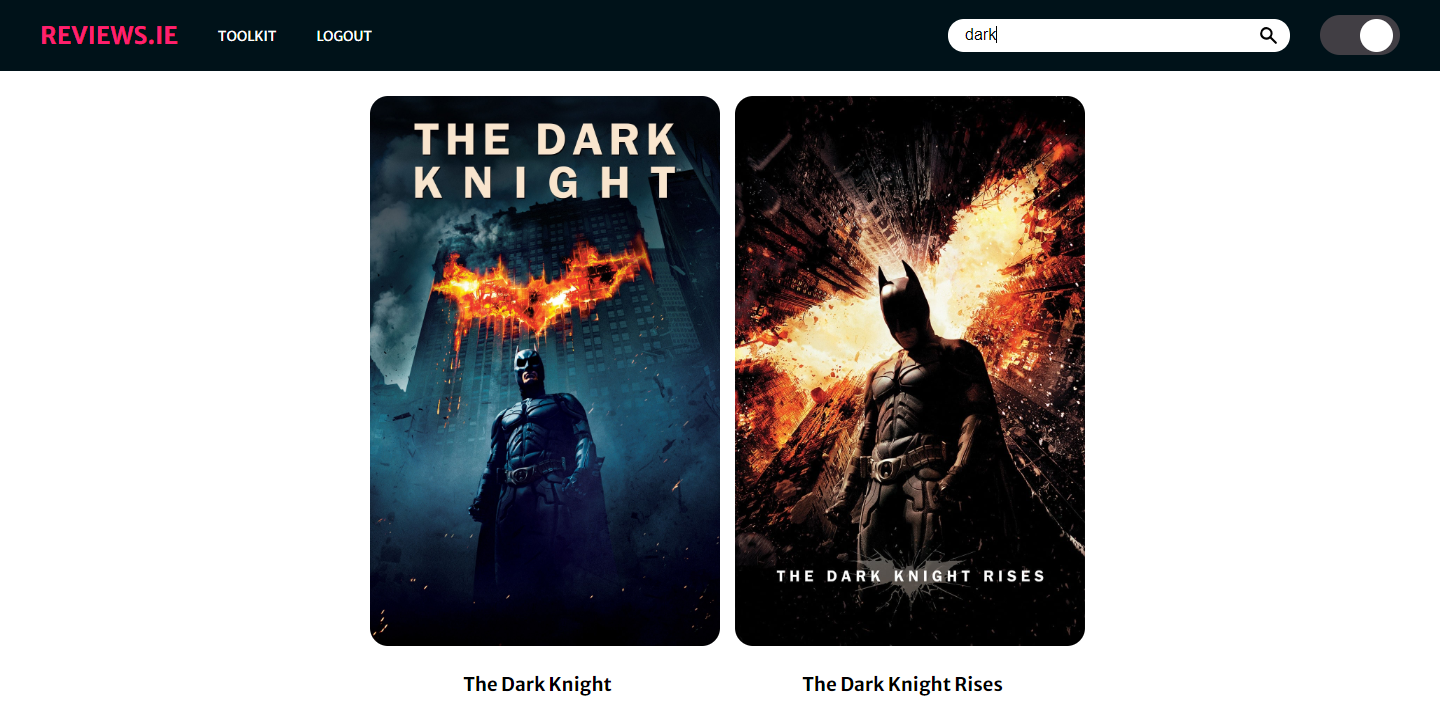 REVIEWS.IE TOOLKIT LOGOUT dark
THE DARK
KNIGHT
THE DARK KNIGHT RISES
The Dark Knight The Dark Knight Rises